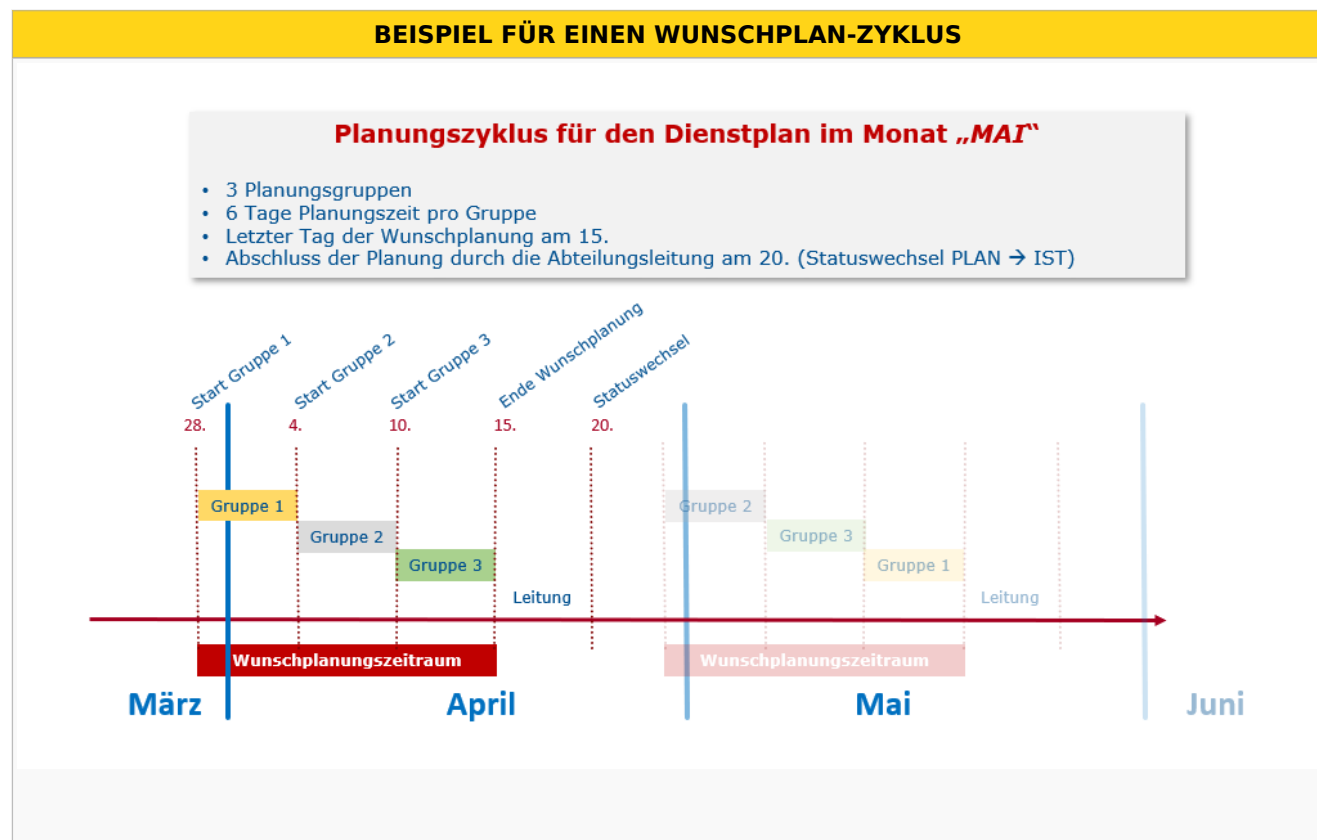 BEISPIEL FÜR EINEN WUNSCHPLAN-ZYKLUS
Planungszyklus für den Dienstplan im Monat „MAI“
• 3 Planungsgruppen
• 6 Tage Planungszeit pro Gruppe
• Letzter Tag der Wunschplanung am 15.
• Abschluss der Planung durch die Abteilungsleitung am 20. (Statuswechsel PLAN → IST)
Start Gruppe 1
Start Gruppe 2
Start Gruppe 3
Ende Wunschplanung
Statuswechsel
28. 4. 10. 15. 20.
Gruppe 1
Gruppe 2
Gruppe 3
Leitung
Gruppe 2
Gruppe 3
Gruppe 1
Leitung
Wunschplanungszeitraum
Wunschplanungszeitraum
März April Mai Juni